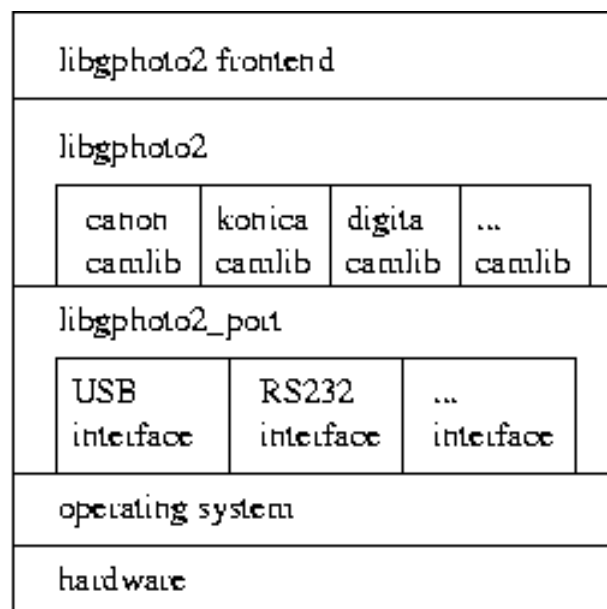 libgphoto2 frontend
libgphoto2
canon konica digita ...
camlib camlib camlib camlib
libgphoto2_port
USB RS232 ...
interface interface interface
operating system
hardware